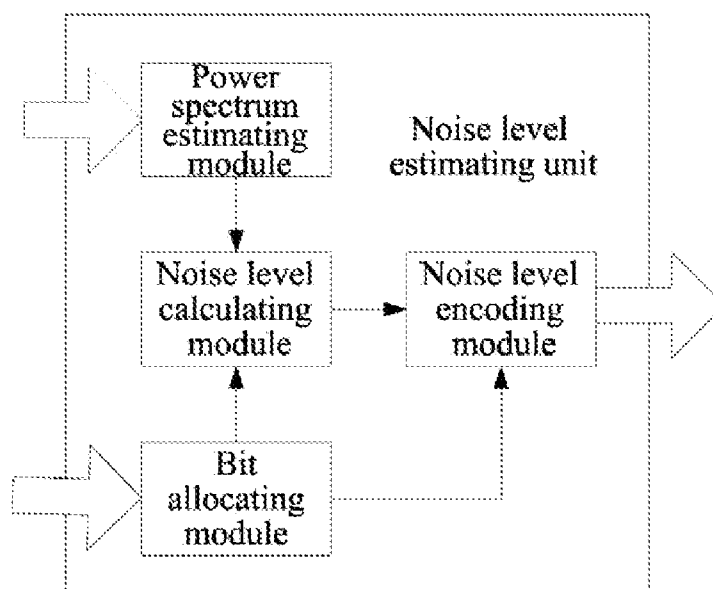 Power
spectrum
estimating
module
Noise level
estimating unit
Noise level
calculating
module
Noise level
encoding
module
Bit
allocating
module